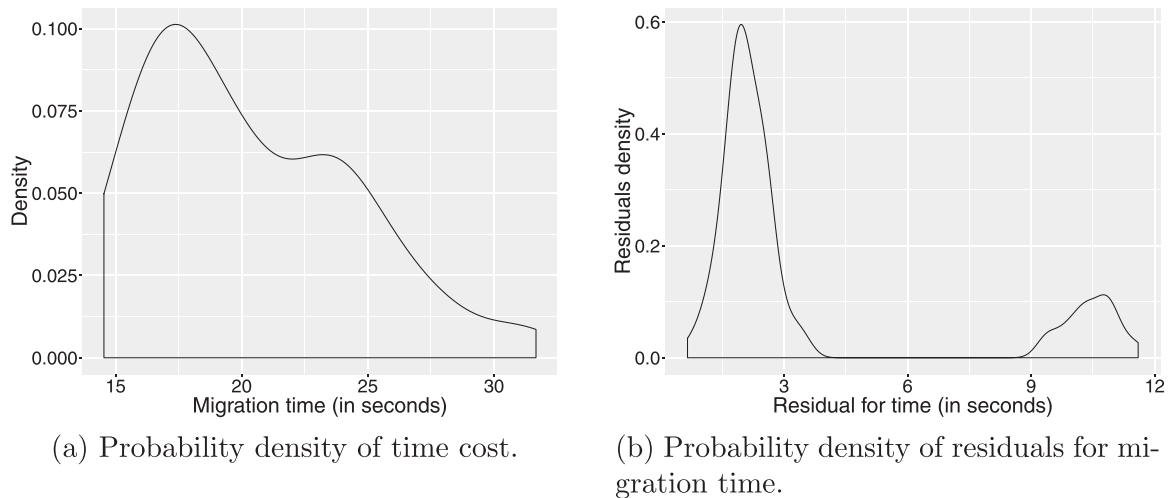 0.100
0.075
0.050
0.025
0.000
Density
15 20 25 30
Migration time (in seconds)
(a) Probability density of time cost.
0.6
0.4
0.2
0.0
Residuals density
3 6 9 12
Residual for time (in seconds)
(b) Probability density of residuals for mi-
gration time.